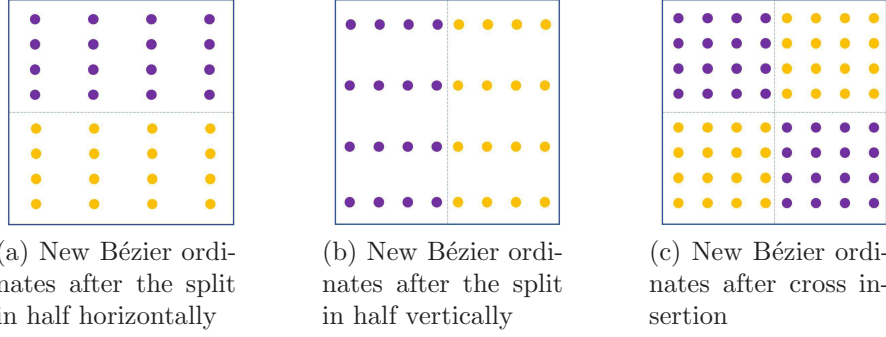 (a) New Bézier ordi-
nates after the split
in half horizontally
(b) New Bézier ordi-
nates after the split
in half vertically
(c) New Bézier ordi-
nates after cross in-
sertion